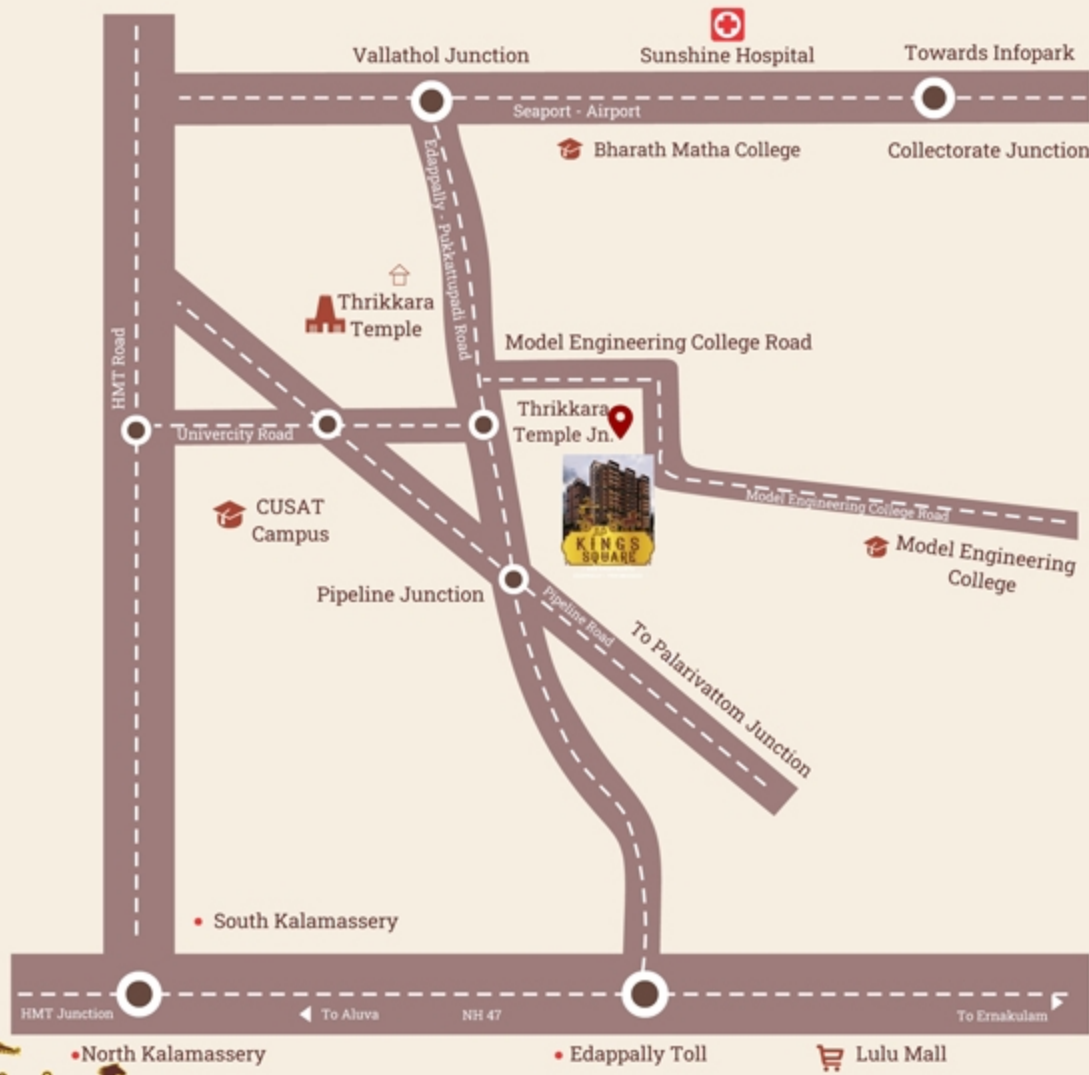 Vallathol Junction
Sunshine Hospital
Towards Infopark
Seaport - Airport
Bharath Matha College
Collectorate Junction
Edappally - Pukkattupadi Road
Thrikkara
Temple
Model Engineering College Road
HMT Road
Univercity Road
Thrikkara
Temple Jn.
CUSAT
Campus
KINGS
SQUARE
Model Engineering College Road
Model Engineering
College
Pipeline Junction
Pipeline Road
To Palarivattom Junction
South Kalamassery
HMT Junction
To Aluva
NH 47
To Ernakulam
North Kalamassery
Edappally Toll
Lulu Mall